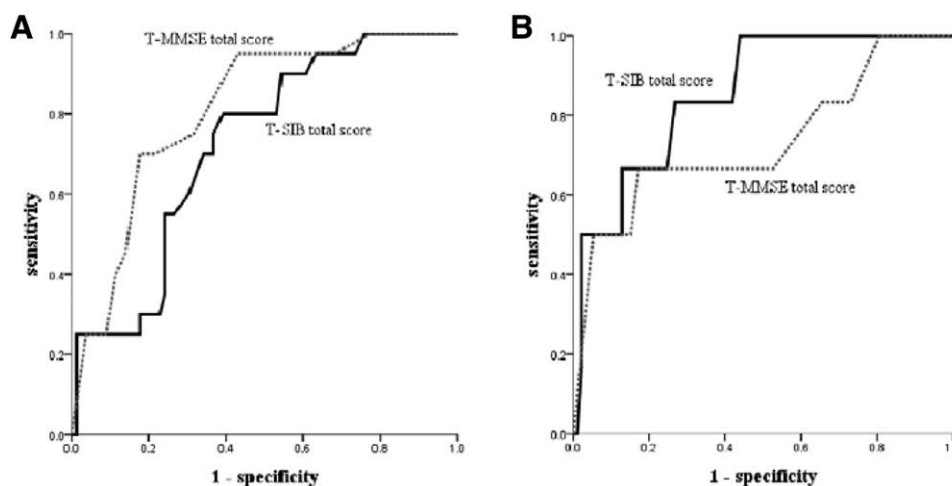 A
T-MMSE total score
T-SIB total score
sensitivity
1.0
0.8
0.6
0.4
0.2
0.0
0.0 0.2 0.4 0.6 0.8 1.0
1 - specificity
B
T-SIB total score
T-MMSE total score
sensitivity
1.0
0.8
0.6
0.4
0.2
0.0
0.0 0.2 0.4 0.6 0.8 1
1 - specificity